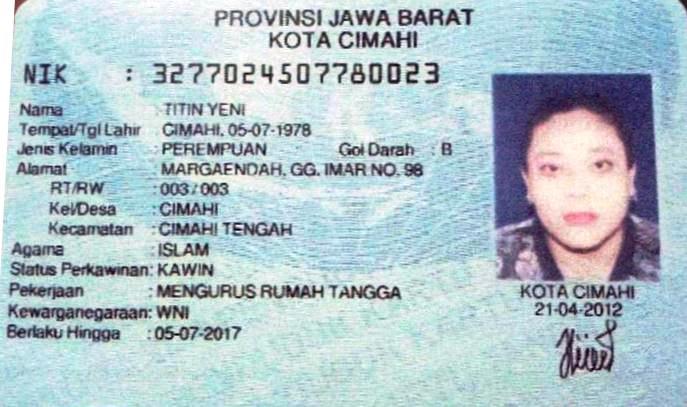 PROVINSI JAWA BARAT
KOTA CIMAHI
NIK : 3277024507780023
Nama : TITIN YENI
Tempat/Tgl Lahir : CIMAHI, 05-07-1978
Jenis Kelamin : PEREMPUAN Gol Darah : B
Alamat : MARGAENDAH, GG. IMAR NO. 98
RT/RW : 003 / 003
Kel/Desa : CIMAHI
Kecamatan : CIMAHI TENGAH
Agama : ISLAM
Status Perkawinan: KAWIN
Pekerjaan : MENGURUS RUMAH TANGGA
Kewarganegaraan: WNI
Berlaku Hingga : 05-07-2017
KOTA CIMAHI
21-04-2012